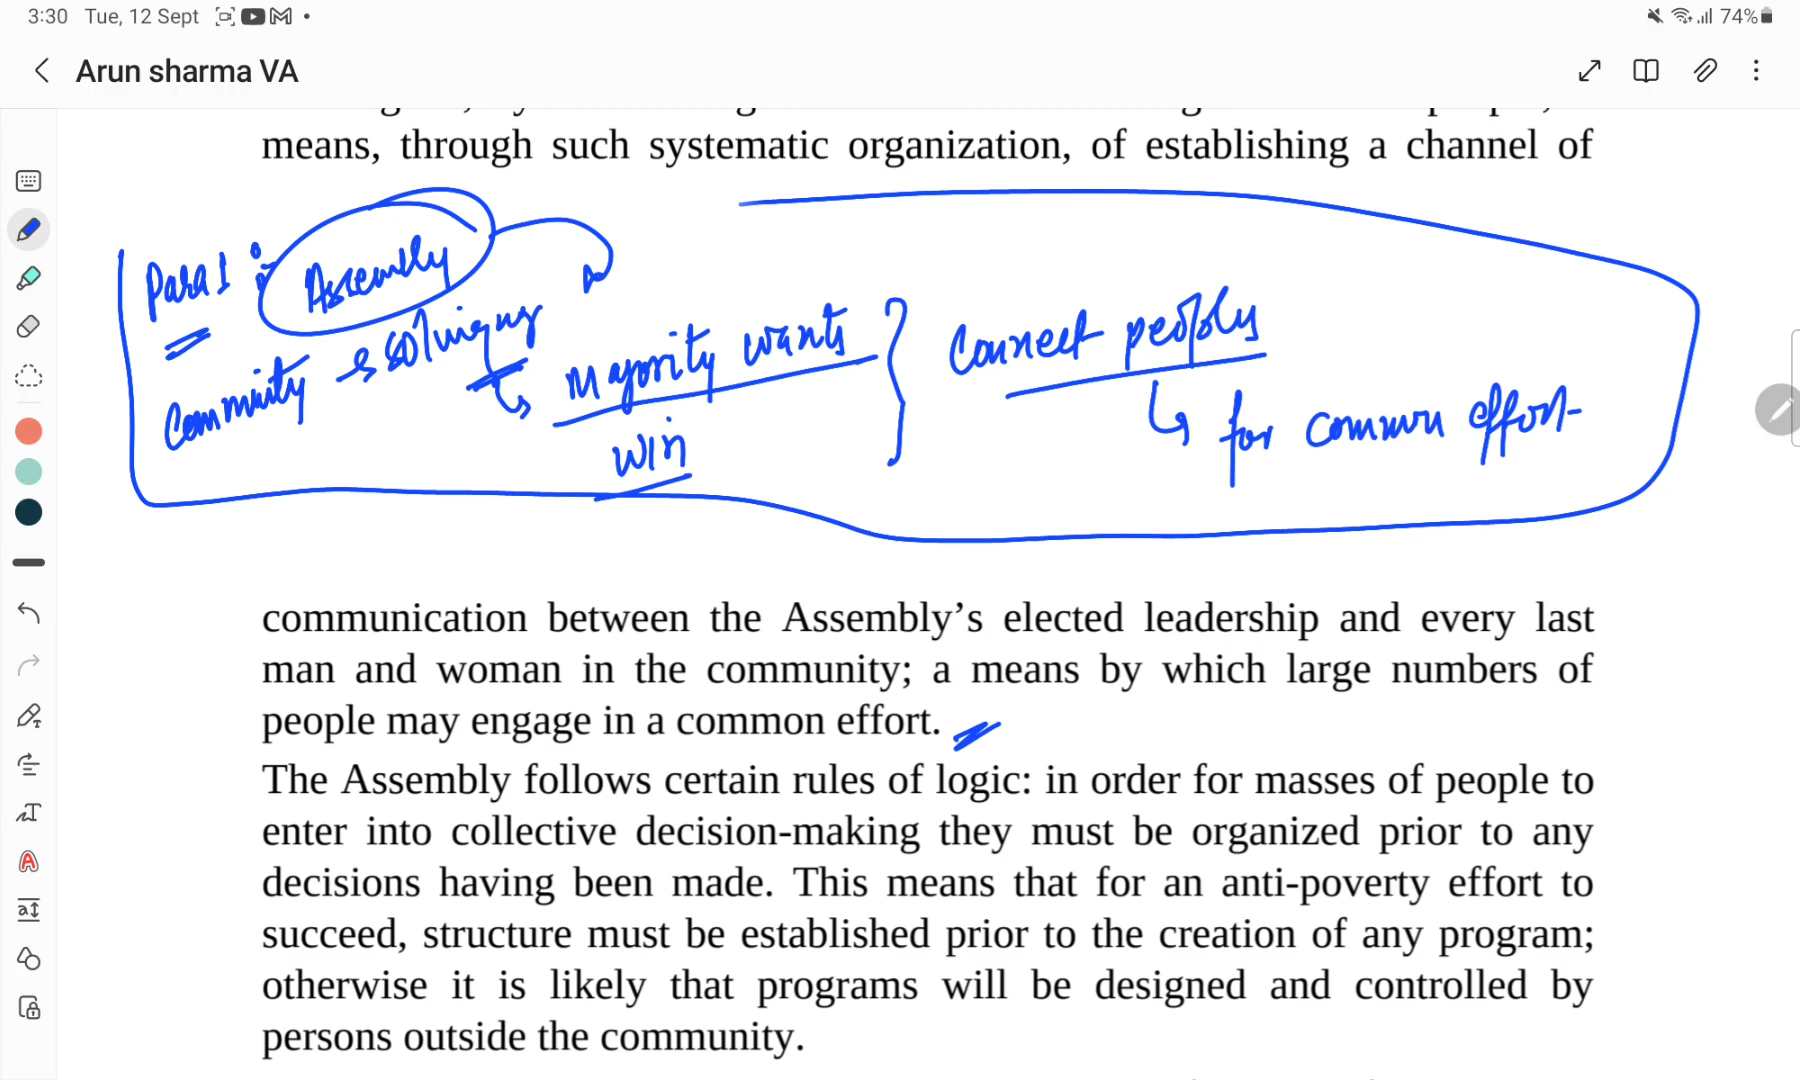 3:30 Tue, 12 Sept 74%
Arun sharma VA
means, through such systematic organization, of establishing a channel of
Para 1 : Assembly
Commuity → solving
majority wants
win
Connect peoply
for common effort
communication between the Assembly’s elected leadership and every last
man and woman in the community; a means by which large numbers of
people may engage in a common effort.
The Assembly follows certain rules of logic: in order for masses of people to
enter into collective decision-making they must be organized prior to any
decisions having been made. This means that for an anti-poverty effort to
succeed, structure must be established prior to the creation of any program;
otherwise it is likely that programs will be designed and controlled by
persons outside the community.